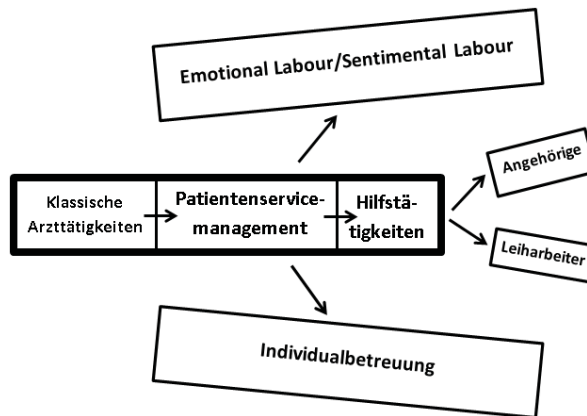 Emotional Labour/Sentimental Labour
Angehörige
Klassische
Arzttätigkeiten
Patientenservice-
management
Hilfstä-
tigkeiten
Leiharbeiter
Individualbetreuung